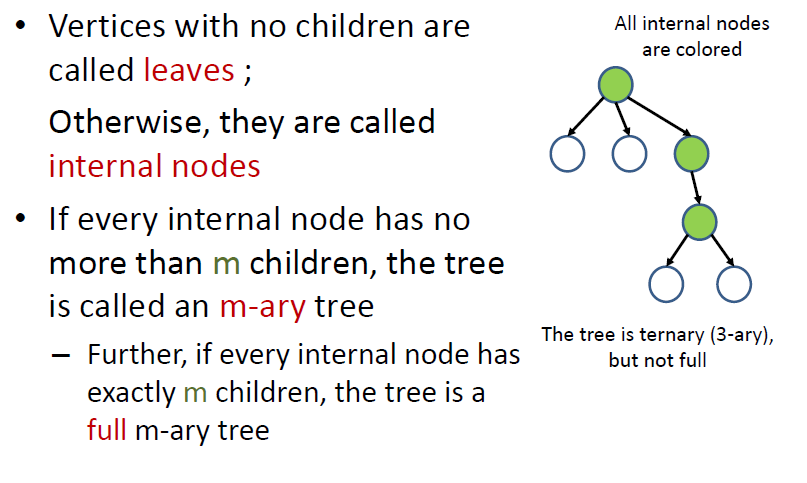 • Vertices with no children are
called leaves ;
Otherwise, they are called
internal nodes
• If every internal node has no
more than m children, the tree
is called an m-ary tree
– Further, if every internal node has
exactly m children, the tree is a
full m-ary tree
All internal nodes
are colored
The tree is ternary (3-ary),
but not full